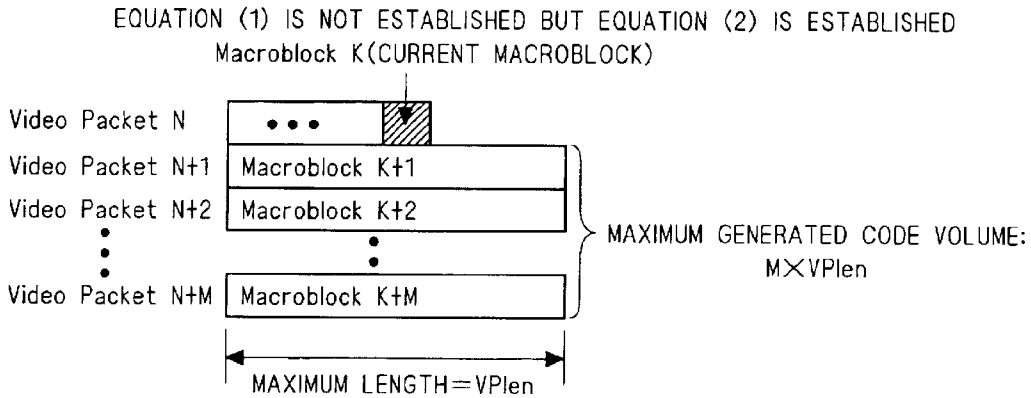 EQUATION (1) IS NOT ESTABLISHED BUT EQUATION (2) IS ESTABLISHED
Macroblock K(CURRENT MACROBLOCK)
Video Packet N
Video Packet N+1 Macroblock K+1
Video Packet N+2 Macroblock K+2
MAXIMUM GENERATED CODE VOLUME:
M×VPlen
Video Packet N+M Macroblock K+M
MAXIMUM LENGTH=VPlen